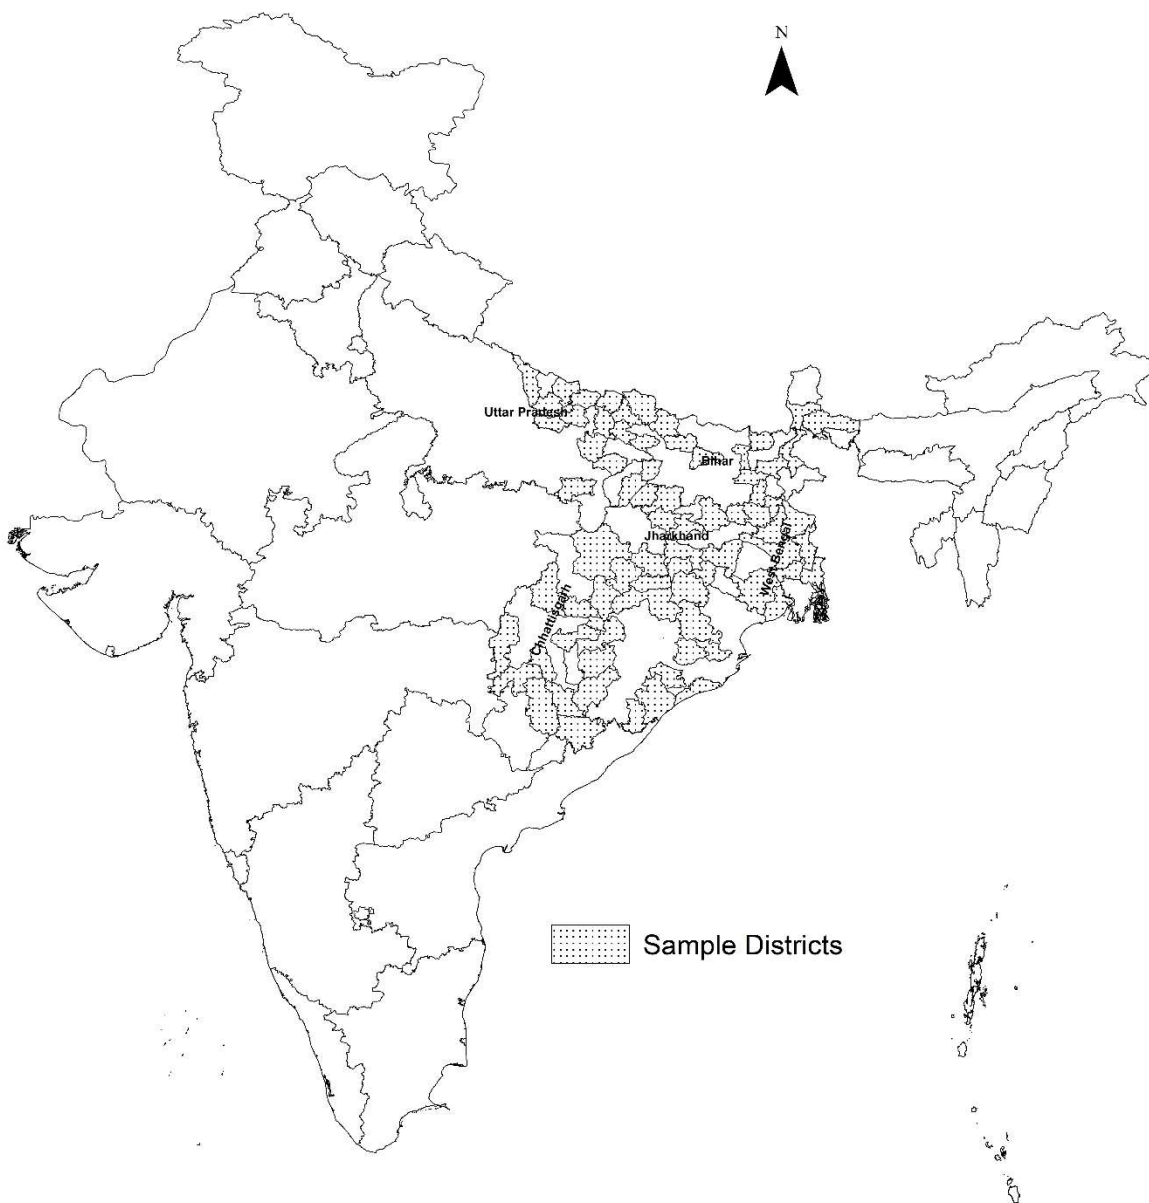 N
Uttar Pradesh
Bihar
Jharkhand
West Bengal
Chhattisgarh
Sample Districts